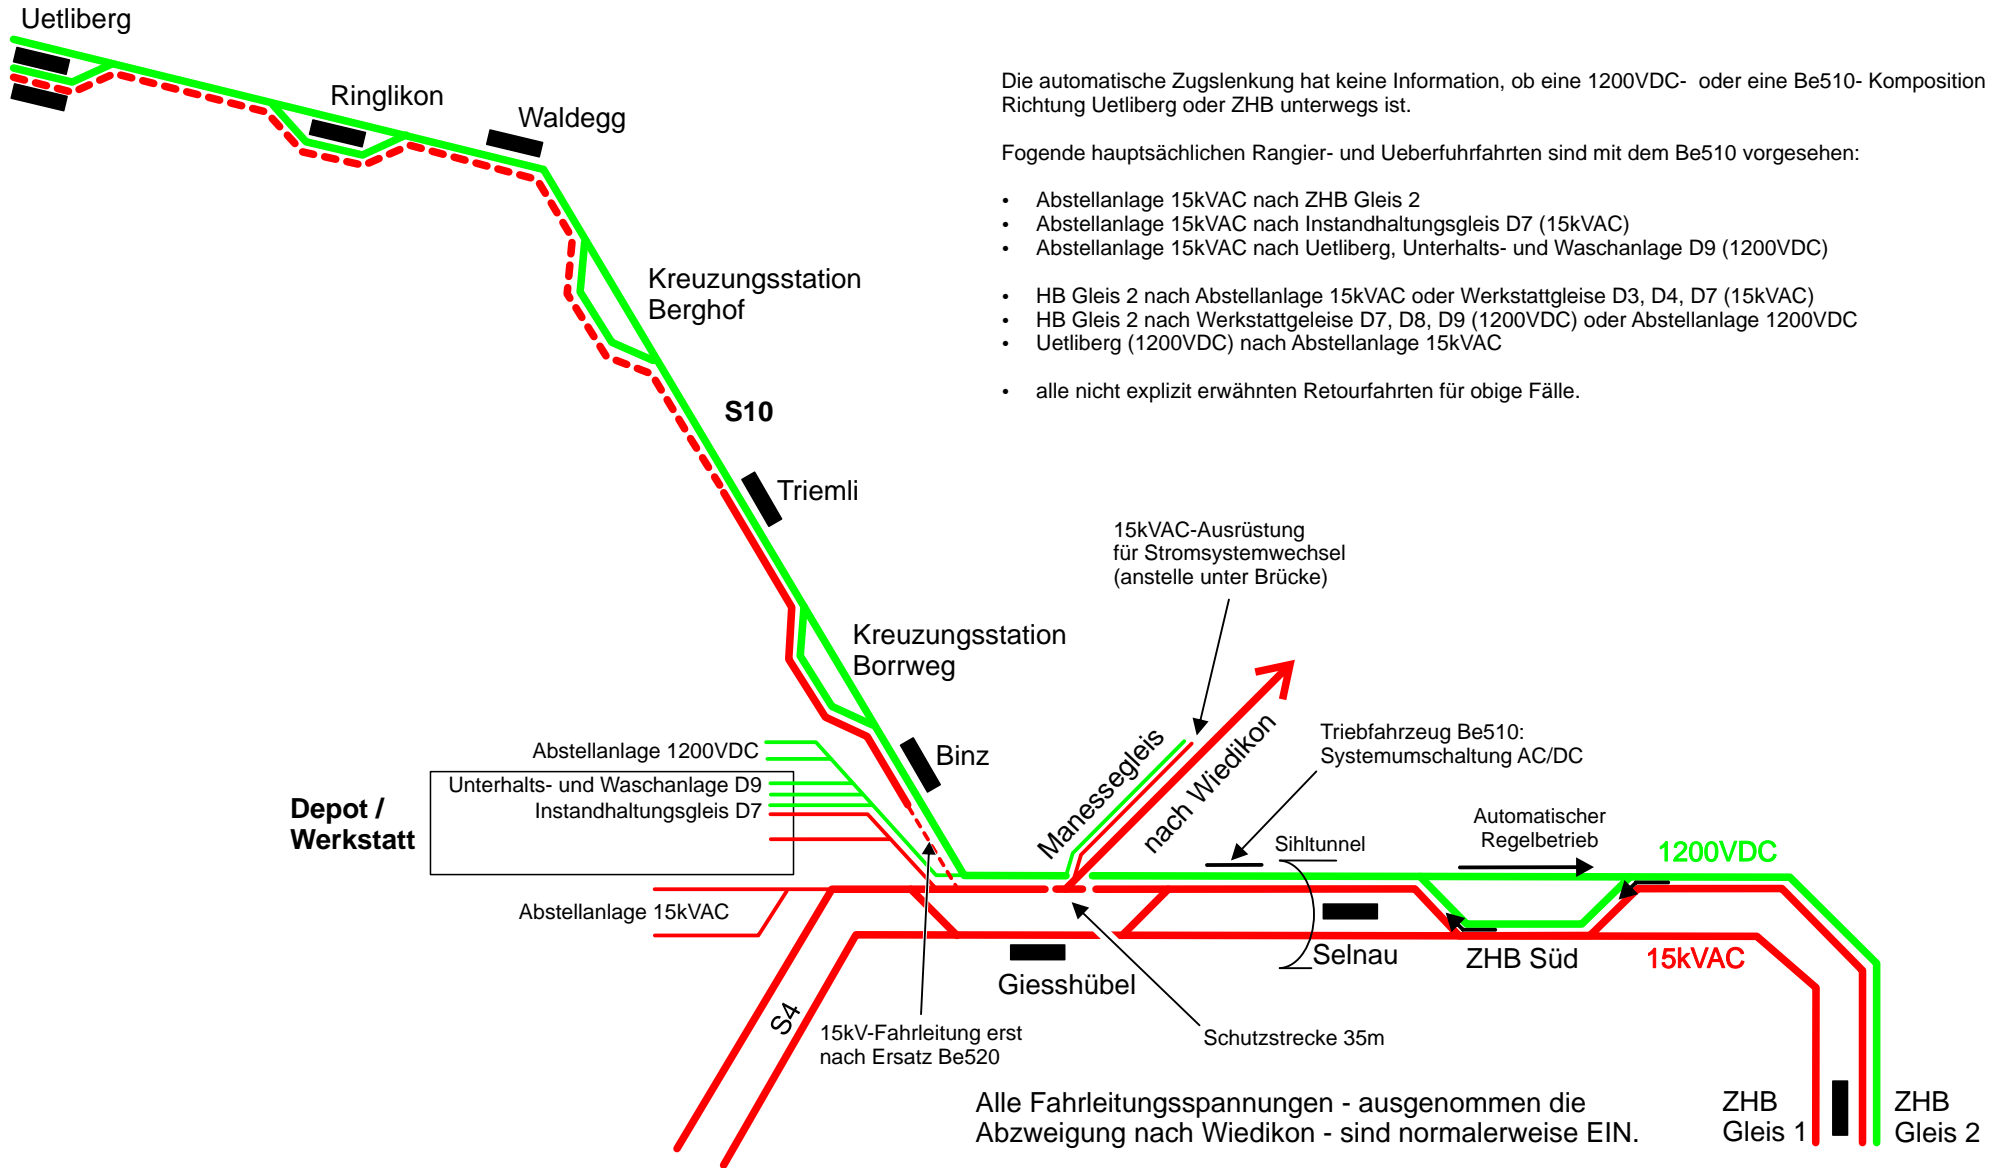 Uetliberg
Ringlikon
Waldegg
Die automatische Zugslenkung hat keine Information, ob eine 1200VDC- oder eine Be510- Komposition
Richtung Uetliberg oder ZHB unterwegs ist.
Fogende hauptsächlichen Rangier- und Ueberfuhrfahrten sind mit dem Be510 vorgesehen:
• Abstellanlage 15kVAC nach ZHB Gleis 2
• Abstellanlage 15kVAC nach Instandhaltungsgleis D7 (15kVAC)
• Abstellanlage 15kVAC nach Uetliberg, Unterhalts- und Waschanlage D9 (1200VDC)
• HB Gleis 2 nach Abstellanlage 15kVAC oder Werkstattgleise D3, D4, D7 (15kVAC)
• HB Gleis 2 nach Werkstattgeleise D7, D8, D9 (1200VDC) oder Abstellanlage 1200VDC
• Uetliberg (1200VDC) nach Abstellanlage 15kVAC
• alle nicht explizit erwähnten Retourfahrten für obige Fälle.
Kreuzungsstation
Berghof
S10
Triemli
15kVAC-Ausrüstung
für Stromsystemwechsel
(anstelle unter Brücke)
Kreuzungsstation
Borrweg
Binz
Manessegleis
nach Wiedikon
Triebfahrzeug Be510:
Systemumschaltung AC/DC
Abstellanlage 1200VDC
Unterhalts- und Waschanlage D9
Instandhaltungsgleis D7
Depot /
Werkstatt
Sihltunnel
Automatischer
Regelbetrieb
1200VDC
Abstellanlage 15kVAC
Giesshübel
Selnau
ZHB Süd
15kVAC
S4
15kV-Fahrleitung erst
nach Ersatz Be520
Schutzstrecke 35m
Alle Fahrleitungsspannungen - ausgenommen die
Abzweigung nach Wiedikon - sind normalerweise EIN.
ZHB
Gleis 1
ZHB
Gleis 2